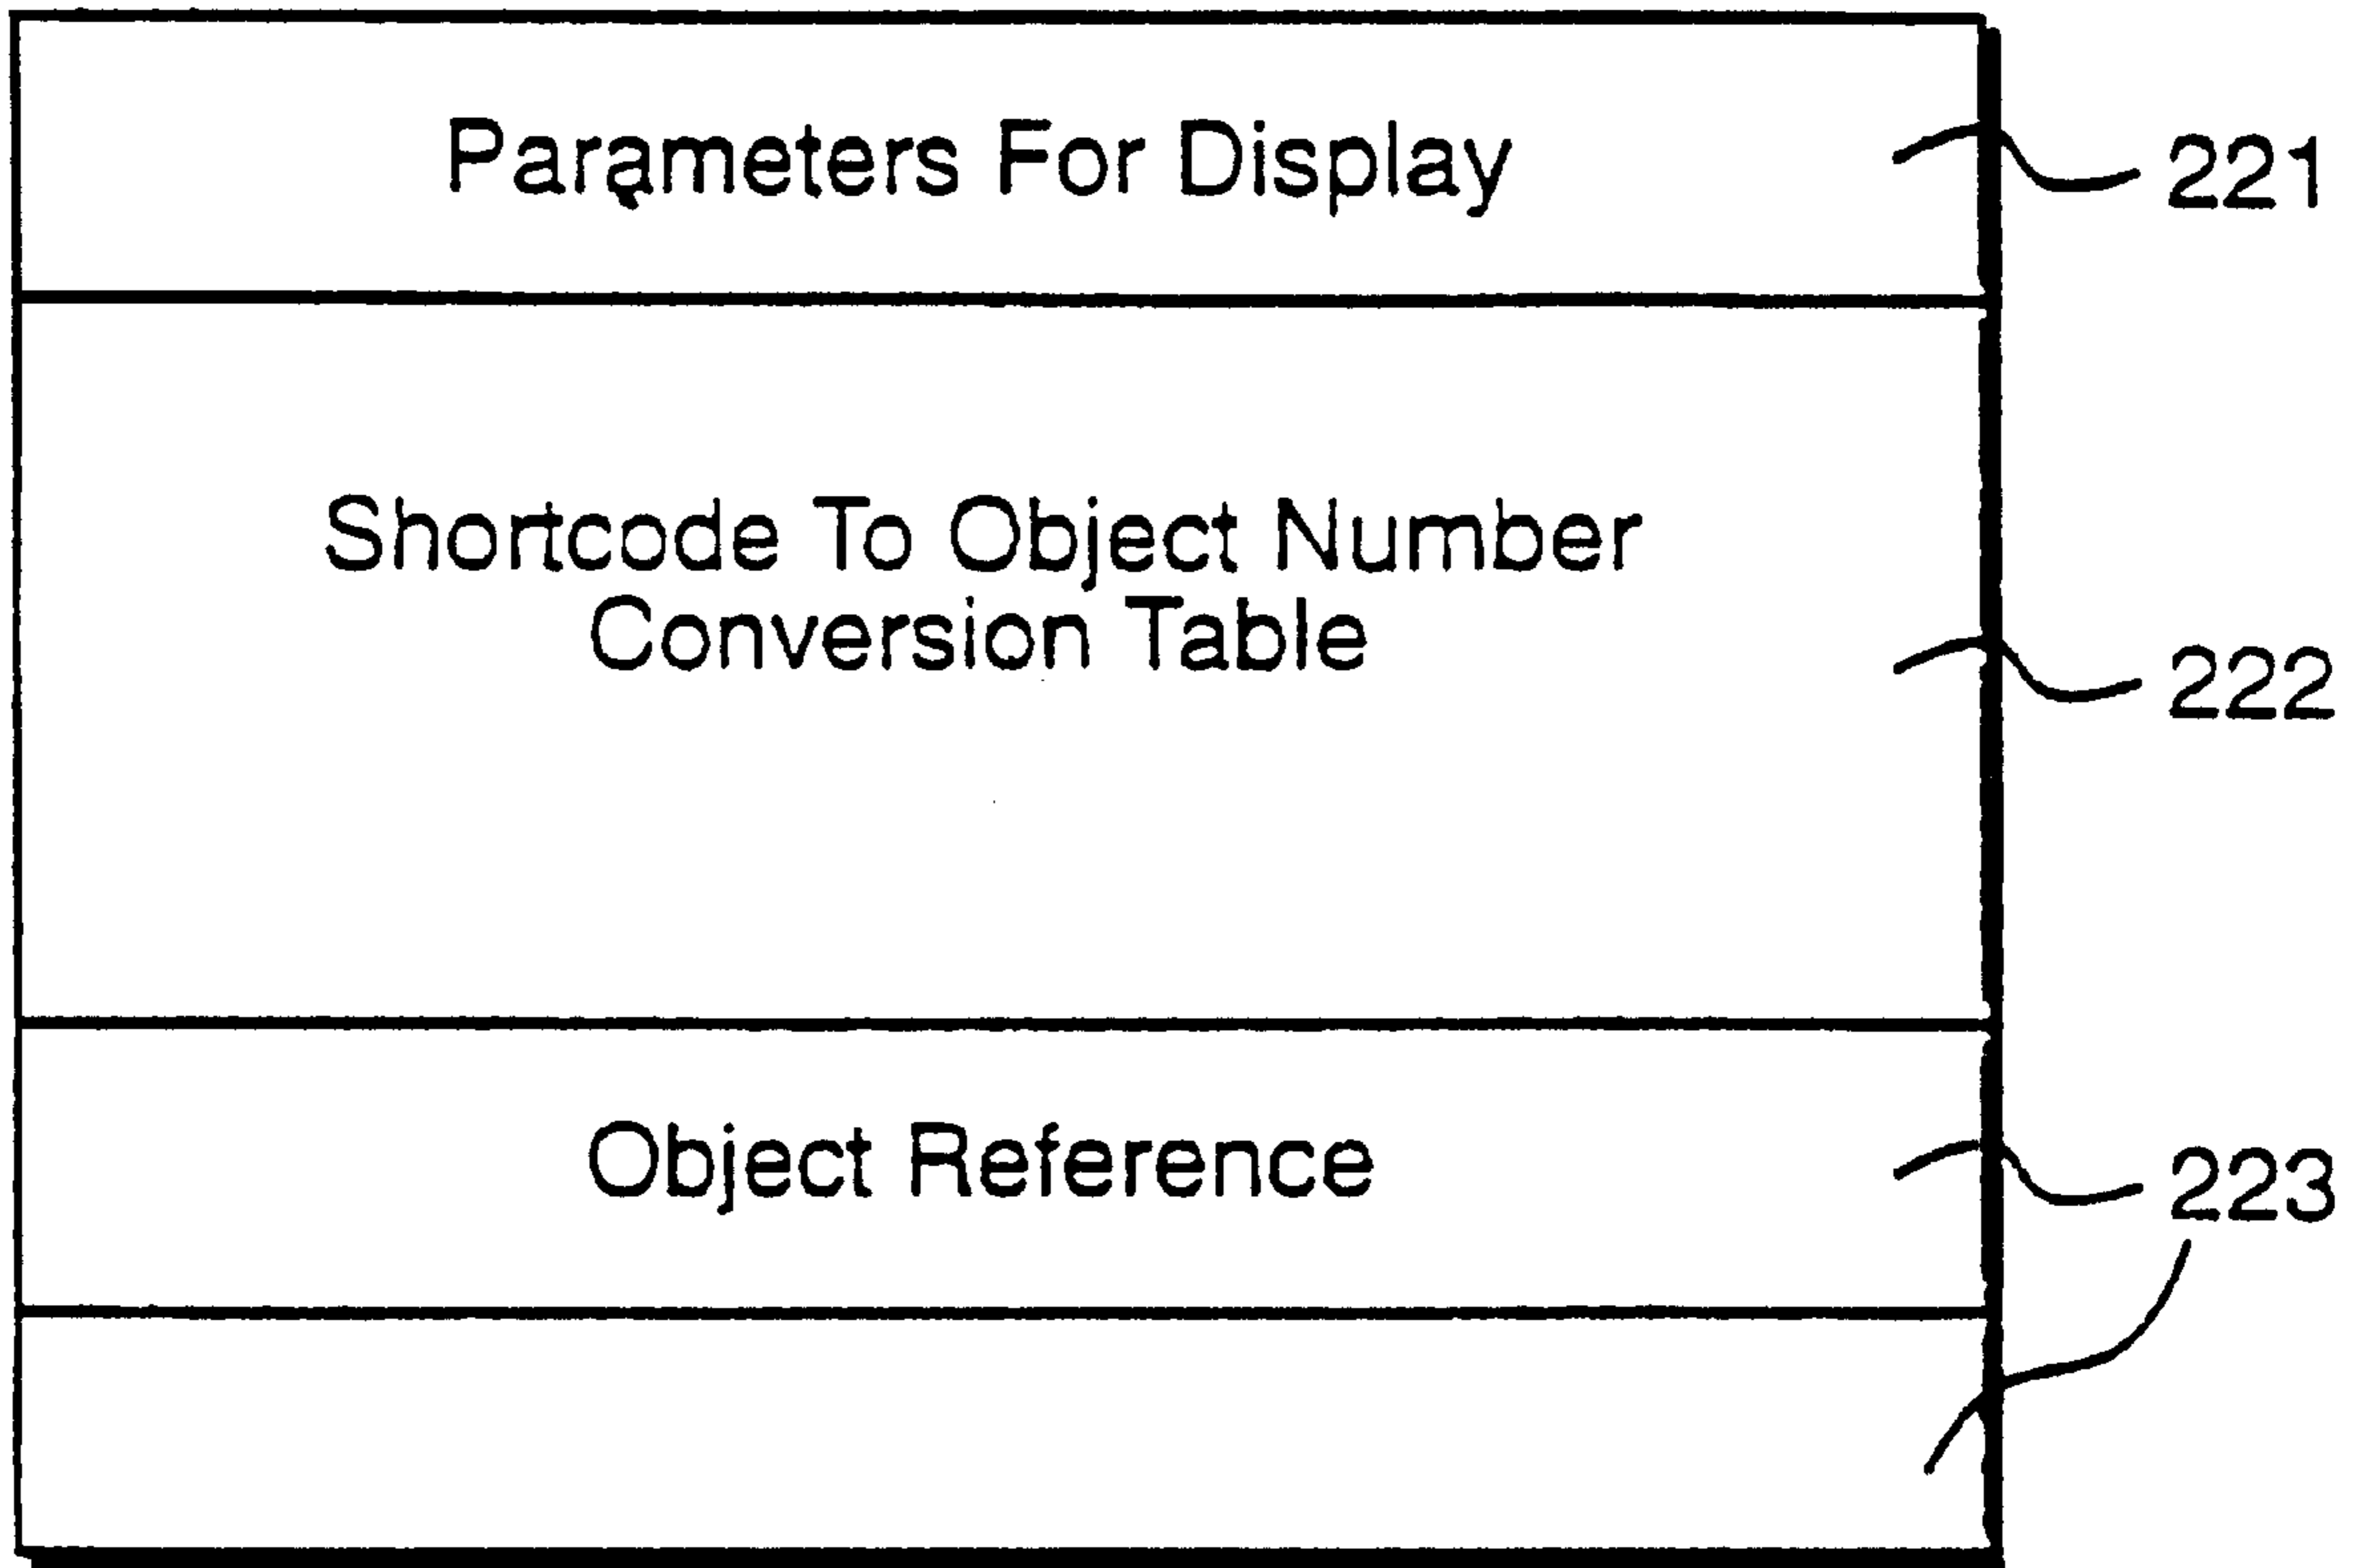 Parameters For Display
221
Shortcode To Object Number
Conversion Table
222
Object Reference
223